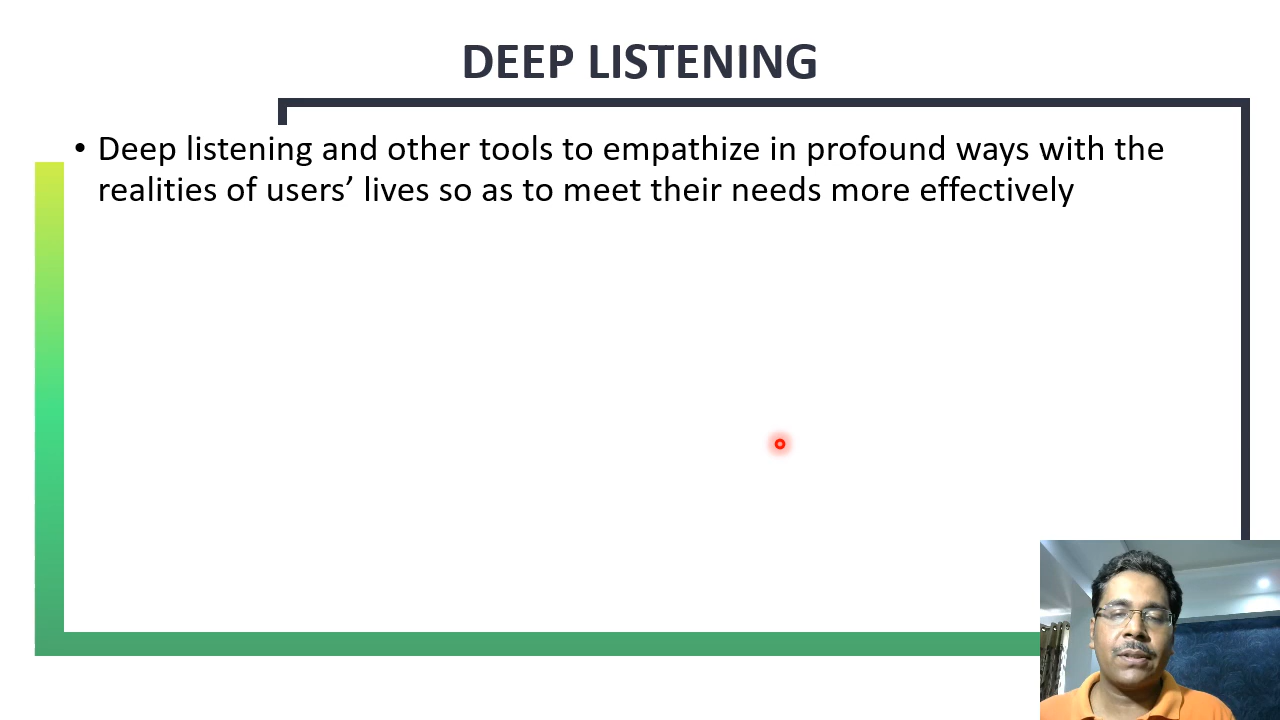 DEEP LISTENING
• Deep listening and other tools to empathize in profound ways with the
realities of users’ lives so as to meet their needs more effectively